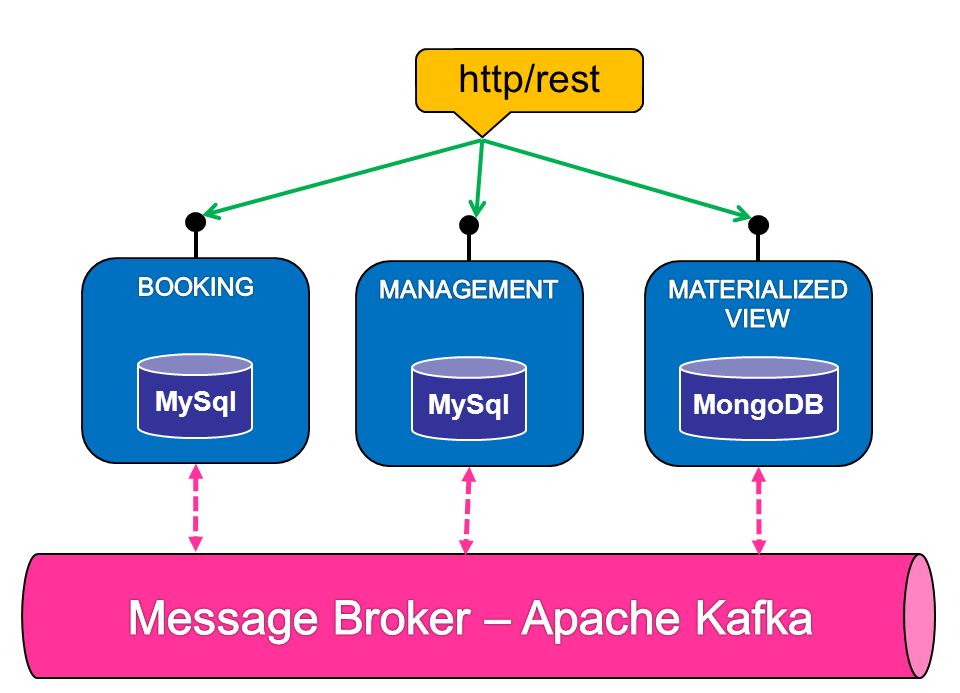 http/rest
BOOKING
MANAGEMENT
MATERIALIZED
VIEW
MySql
MySql
MongoDB
Message Broker – Apache Kafka